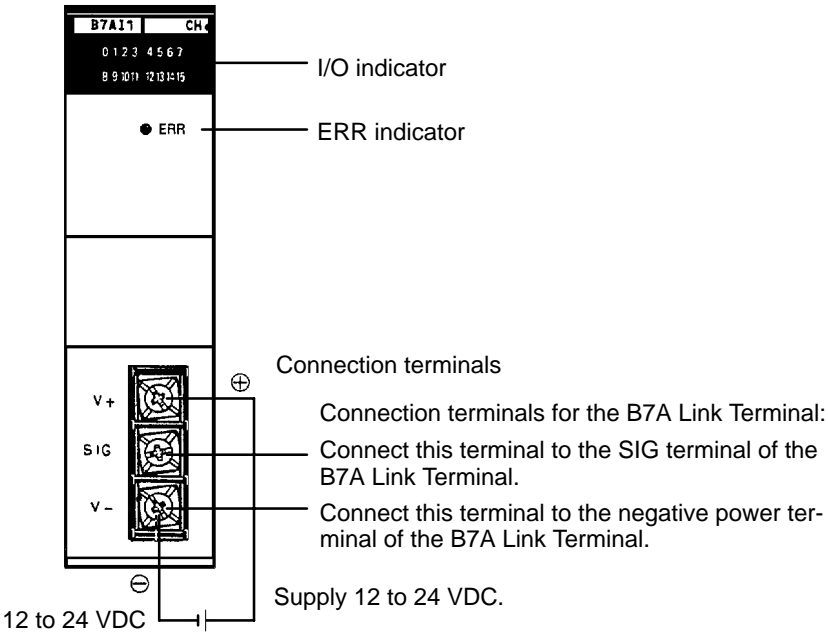 B7AI1 CH
0 1 2 3 4 5 6 7
8 9 10 11 12 13 14 15
I/O indicator
ERR
ERR indicator
Connection terminals
V +
Connection terminals for the B7A Link Terminal:
SIG
Connect this terminal to the SIG terminal of the
B7A Link Terminal.
V –
Connect this terminal to the negative power ter-
minal of the B7A Link Terminal.
Supply 12 to 24 VDC.
12 to 24 VDC